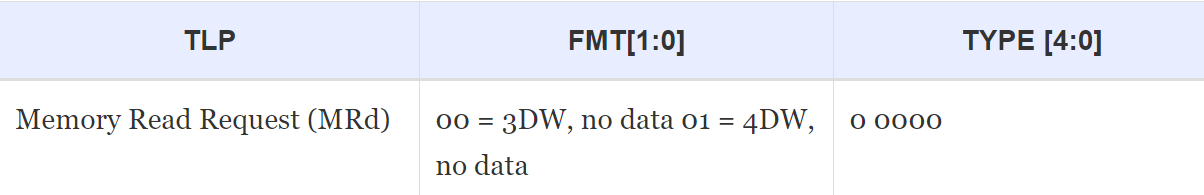 TLP FMT[1:0] TYPE [4:0]
Memory Read Request (MRd) 00 = 3DW, no data 01 = 4DW, 0 0000
no data